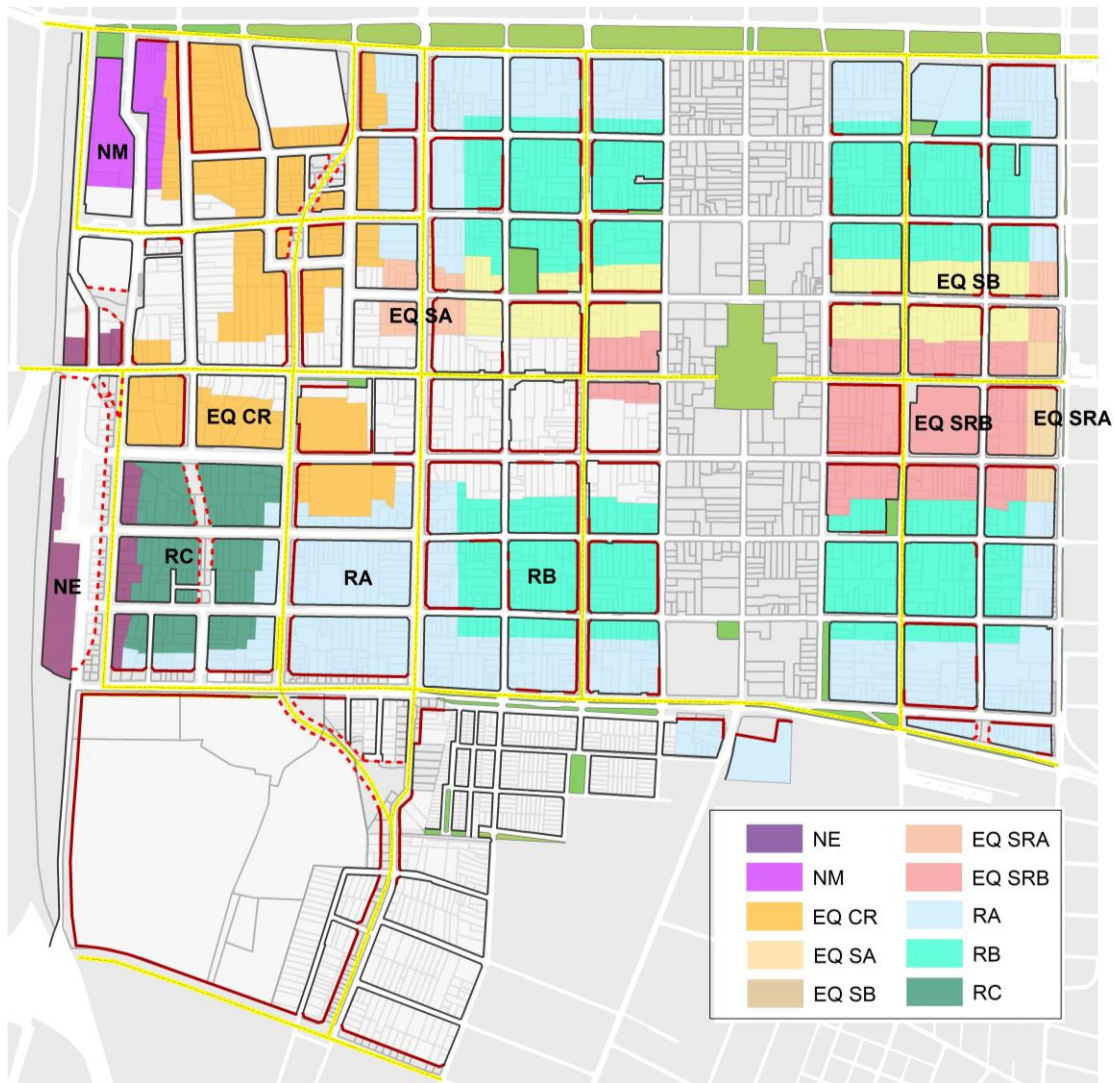 NM
EQ SB
EQ SA
EQ CR
EQ SRB
EQ SRA
RC
NE
RA
RB
NE
NM
EQ CR
EQ SA
EQ SB
EQ SRA
EQ SRB
RA
RB
RC